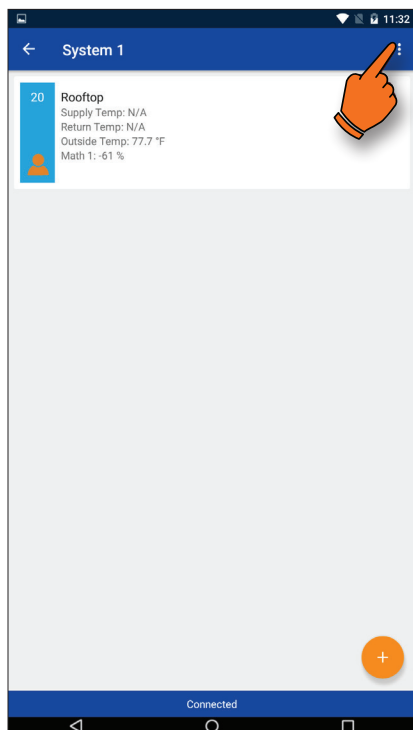 11:32
System 1
20
Rooftop
Supply Temp: N/A
Return Temp: N/A
Outside Temp: 77.7 °F
Math 1: -61 %
+
Connected